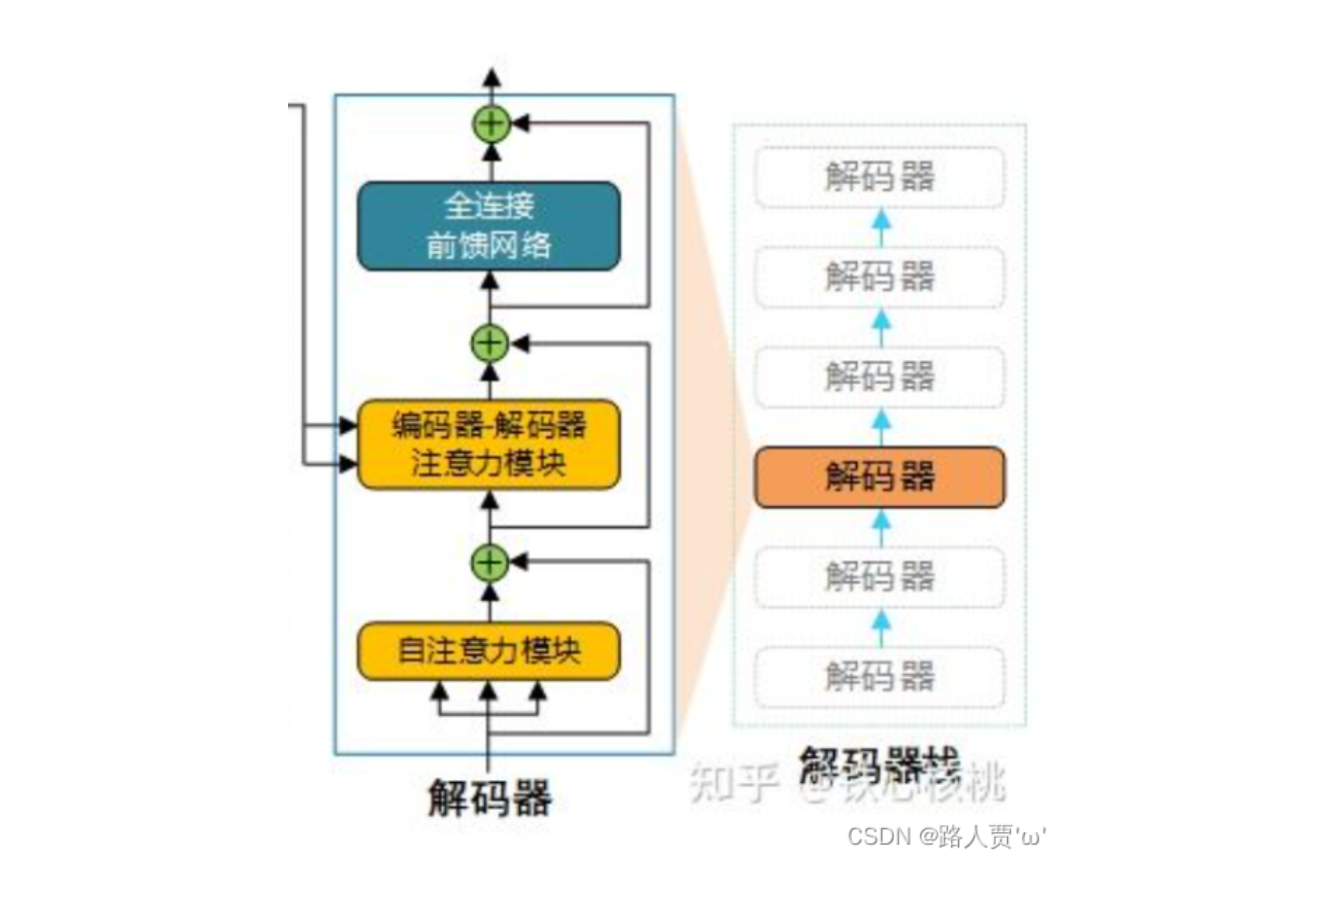 全连接
前馈网络
编码器-解码器
注意力模块
自注意力模块
解码器
解码器
解码器
解码器
解码器
解码器
解码器
解码器栈
知乎 @铁心核桃
CSDN @路人贾'ω'